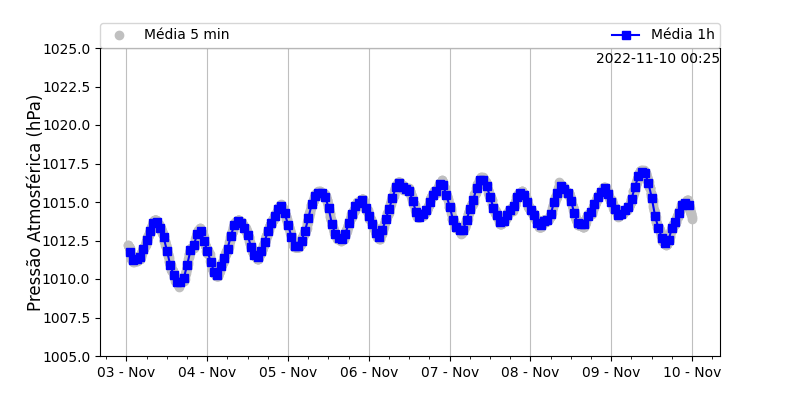 Média 5 min
Média 1h
2022-11-10 00:25
Pressão Atmosférica (hPa)
1025.0
1022.5
1020.0
1017.5
1015.0
1012.5
1010.0
1007.5
1005.0
03 - Nov
04 - Nov
05 - Nov
06 - Nov
07 - Nov
08 - Nov
09 - Nov
10 - Nov